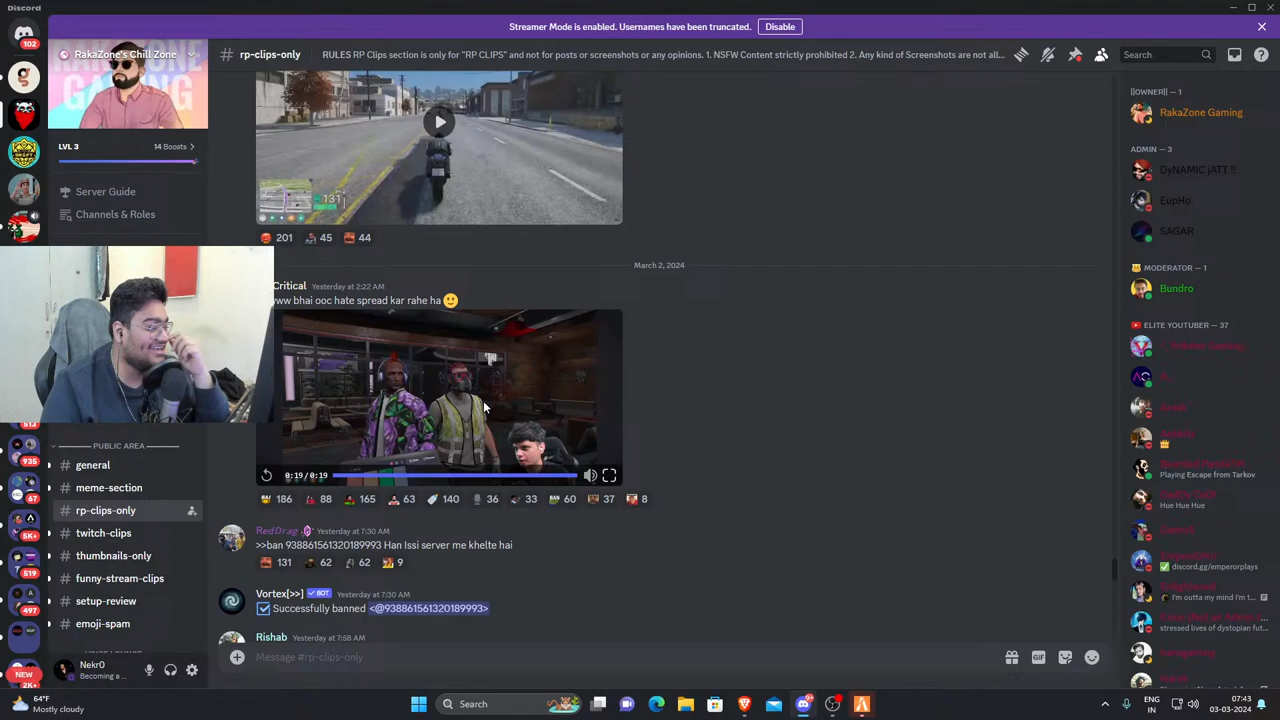 Discord
Streamer Mode is enabled. Usernames have been truncated.
Disable
102
RakaZone's Chill Zone
# rp-clips-only
RULES RP Clips section is only for "RP CLIPS" and not for posts or screenshots or any opinions. 1. NSFW Content strictly prohibited 2. Any kind of Screenshots are not all...
Search
LVL 3
14 Boosts
Server Guide
Channels & Roles
131
201
45
44
March 2, 2024
Critical Yesterday at 2:22 AM
bhai ooc hate spread kar rahe ha
0:19 / 0:19
186
88
165
63
140
36
33
60
37
8
RedDrag Yesterday at 7:30 AM
>>ban 938861561320189993 Han Issi server me khelte hai
131
62
62
9
Vortex[>>] BOT Yesterday at 7:30 AM
Successfully banned <@938861561320189993>
Rishab Yesterday at 7:58 AM
Message #rp-clips-only
GIF
PUBLIC AREA
# general
# meme-section
# rp-clips-only
# twitch-clips
# thumbnails-only
# funny-stream-clips
# setup-review
# emoji-spam
935
67
5K+
519
497
NEW
2K+
Nekr0
Becoming a ...
||OWNER|| — 1
RakaZone Gaming
ADMIN — 3
DyNAMIC jATT !!
EupHo
SAGAR
MODERATOR — 1
Bundro
ELITE YOUTUBER — 37
Playing Escape from Tarkov
Hue Hue Hue
discord.gg/emperorplays
I'm outta my mind I'm t...
stressed lives of dystopian fut...
64°F
Mostly cloudy
Search
ENG
IN
07:43
03-03-2024